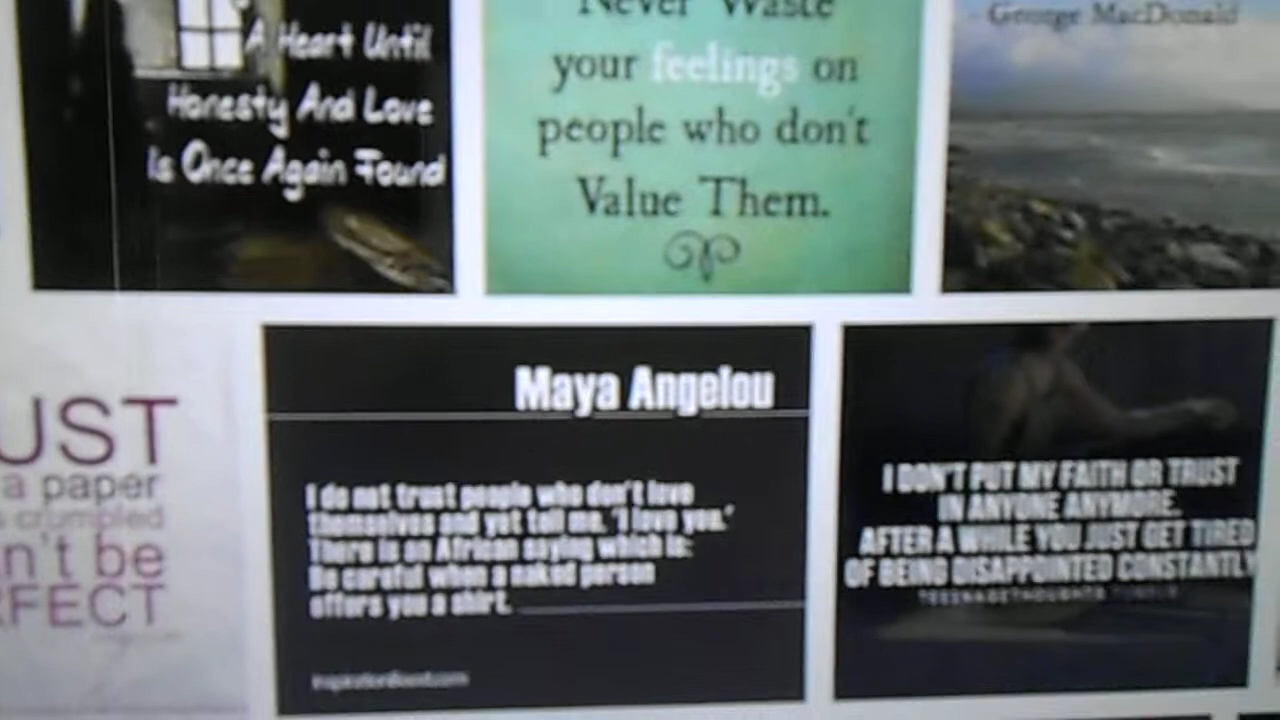 A Heart Until
Honesty And Love
Is Once Again Found
Never Waste
your feelings on
people who don't
Value Them.
George MacDonald
UST
a paper
s crumpled
n't be
RFECT
Maya Angelou
I do not trust people who don't love
themselves and yet tell me, 'I love you.'
There is an African saying which is:
Be careful when a naked person
offers you a shirt.
InspirationBoost.com
I DON'T PUT MY FAITH OR TRUST
IN ANYONE ANYMORE.
AFTER A WHILE YOU JUST GET TIRED
OF BEING DISAPPOINTED CONSTANTLY
TEENAGETHOUGHTS TUMBLR